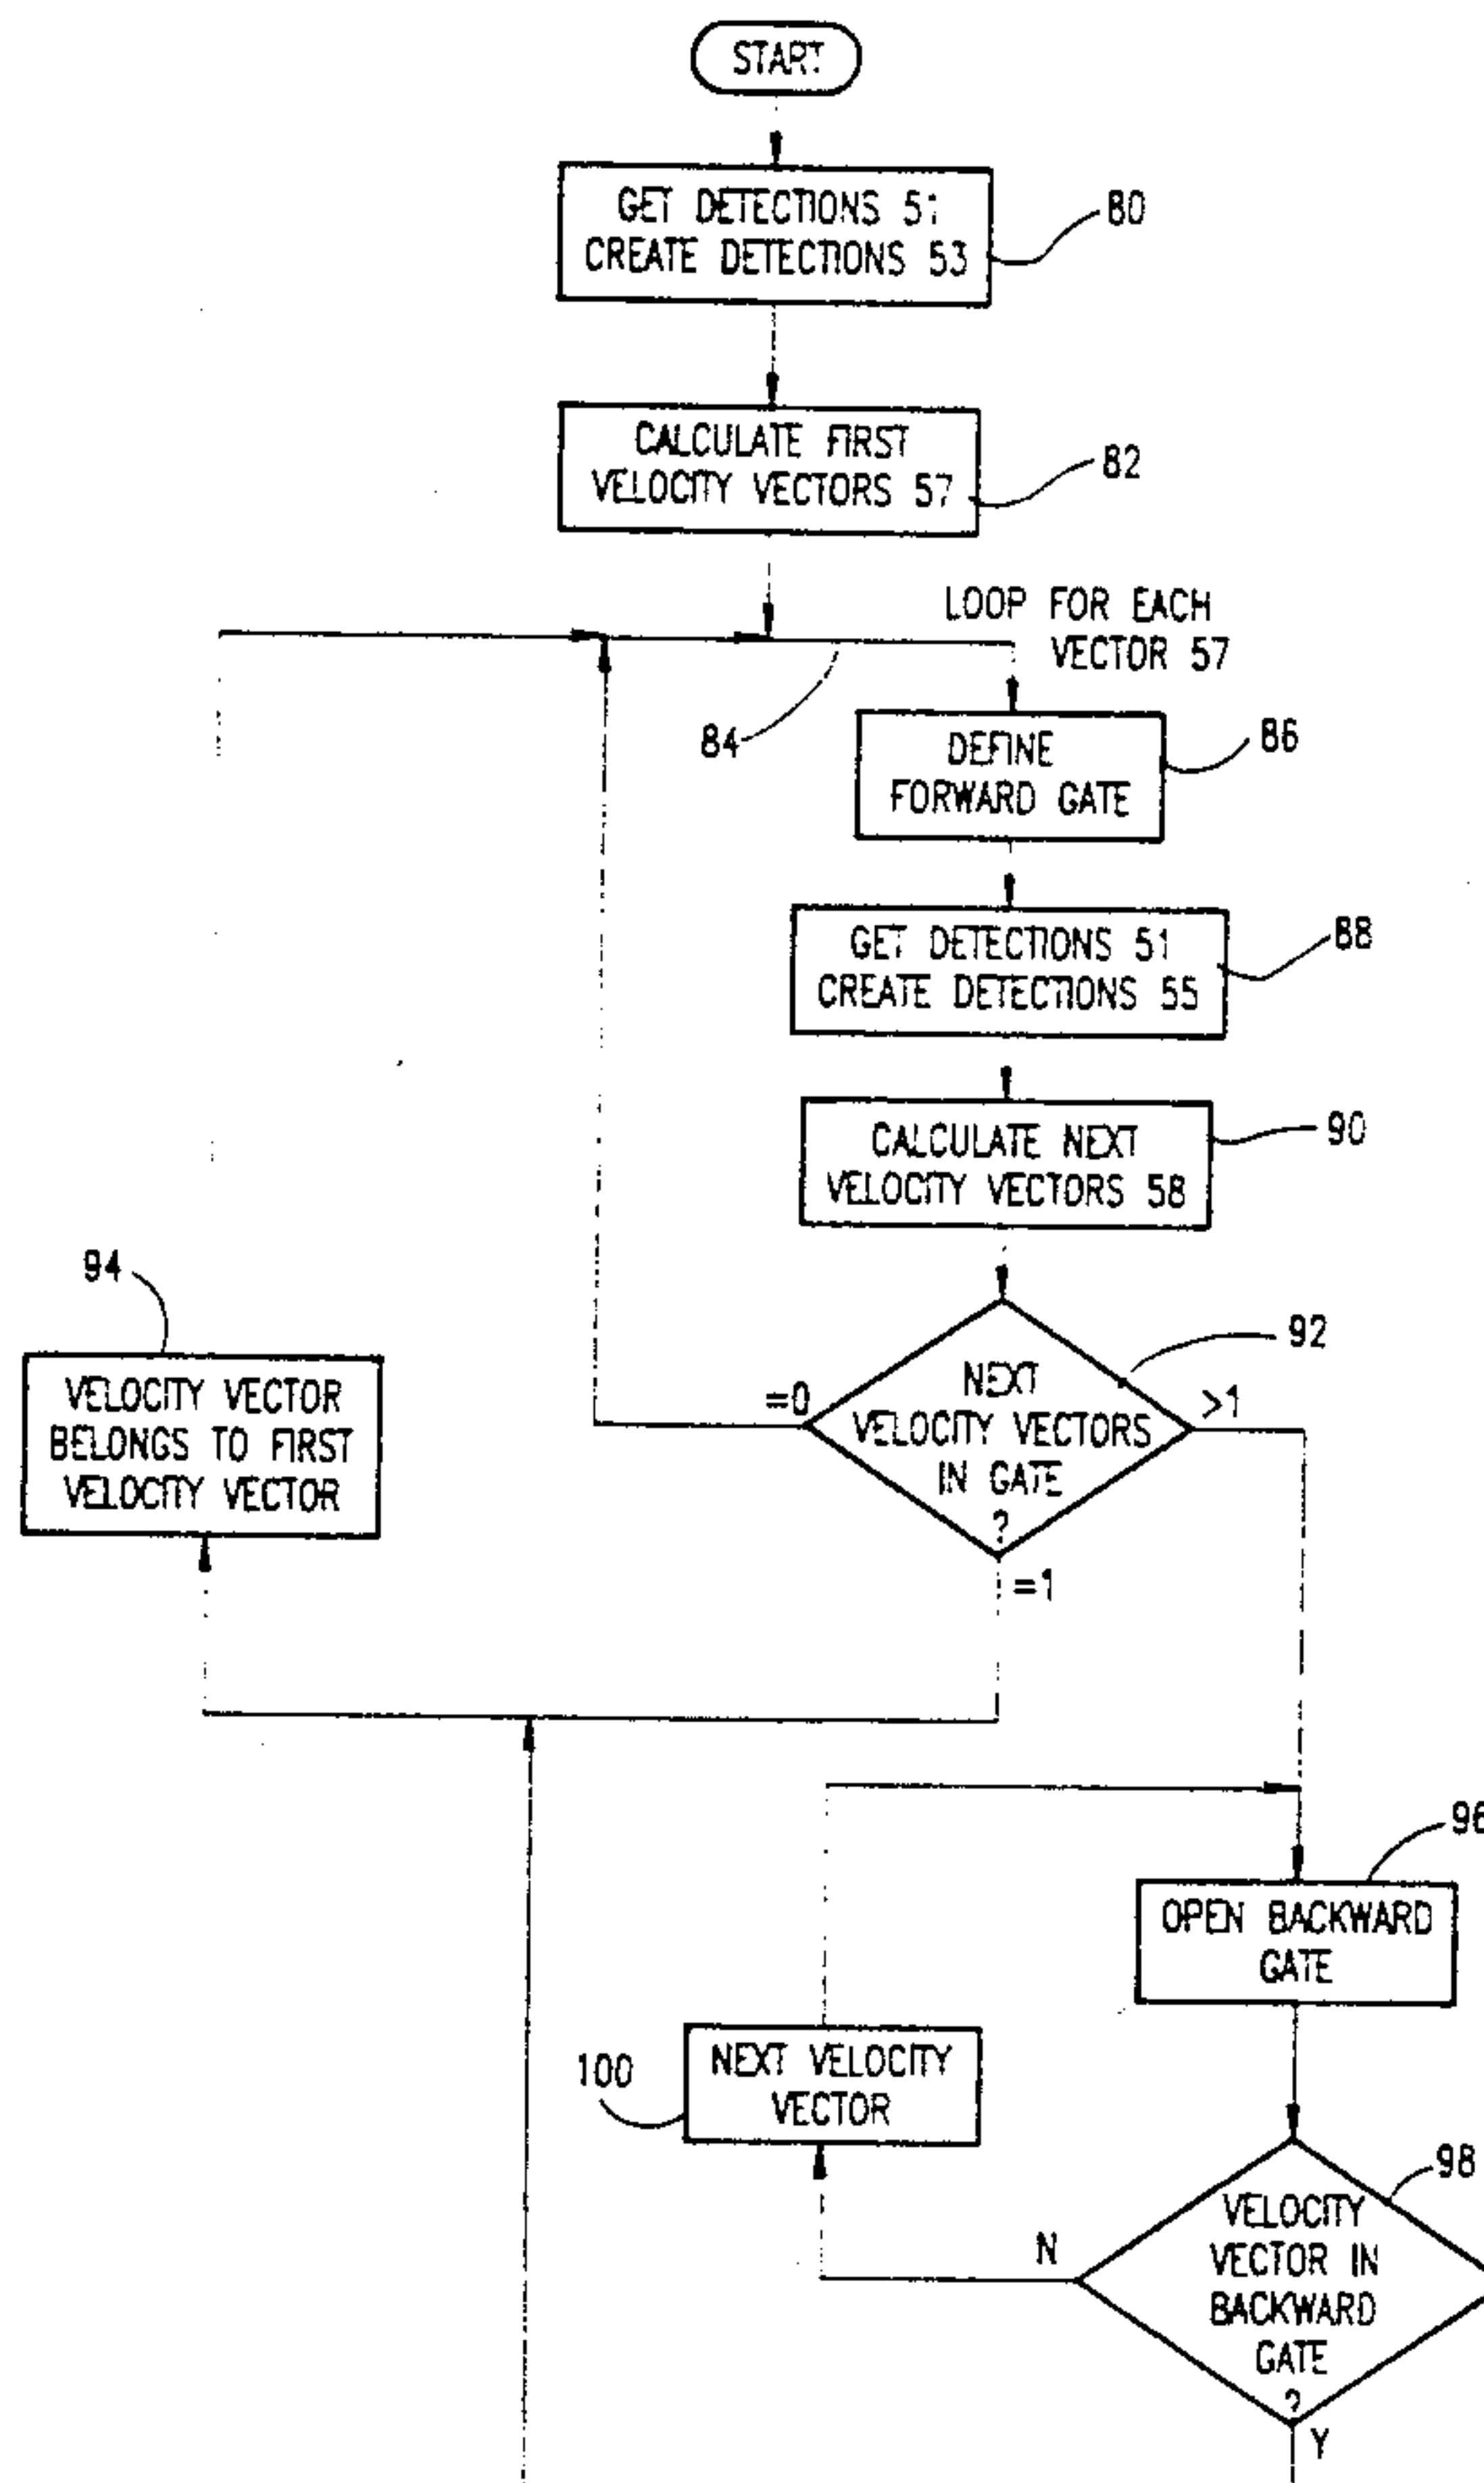 START
GET DETECTIONS 51
CREATE DETECTIONS 53
80
CALCULATE FIRST
VELOCITY VECTORS 57
82
LOOP FOR EACH
VECTOR 57
84
DEFINE
FORWARD GATE
86
GET DETECTIONS 51
CREATE DETECTIONS 55
88
CALCULATE NEXT
VELOCITY VECTORS 58
90
94
VELOCITY VECTOR
BELONGS TO FIRST
VELOCITY VECTOR
92
=0
NEXT
VELOCITY VECTORS
IN GATE
?
>1
=1
96
OPEN BACKWARD
GATE
100
NEXT VELOCITY
VECTOR
98
N
VELOCITY
VECTOR IN
BACKWARD
GATE
?
Y